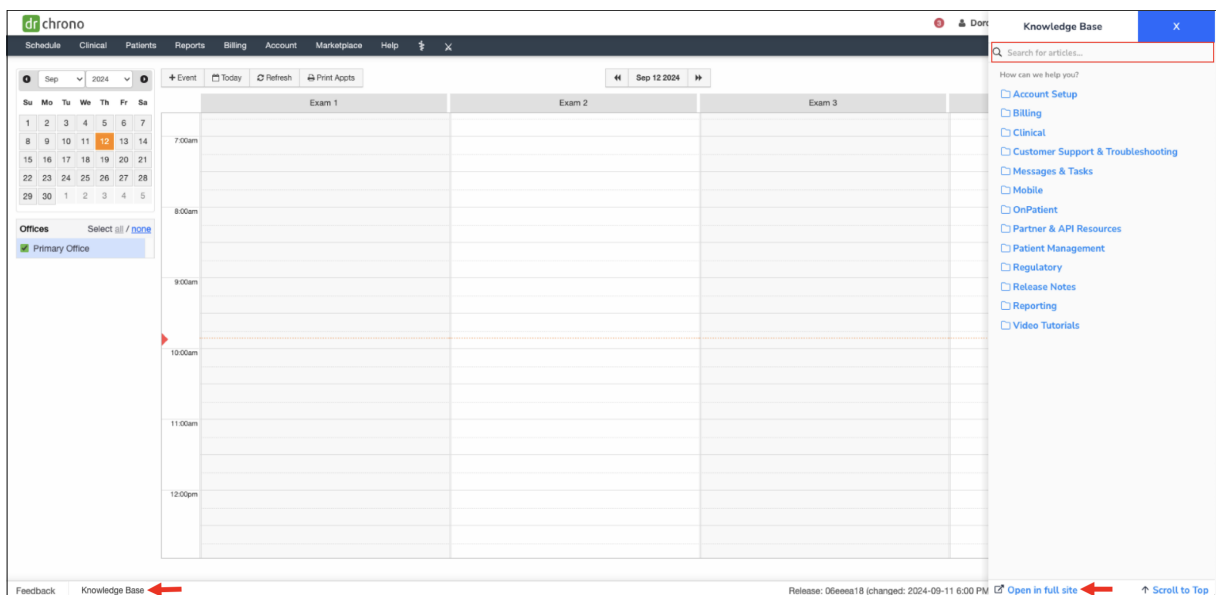 drchrono
3
Dorc
Knowledge Base
X
Schedule Clinical Patients Reports Billing Account Marketplace Help
Search for articles...
Sep 2024
+ Event Today Refresh Print Appts
Sep 12 2024
How can we help you?
Su Mo Tu We Th Fr Sa
1 2 3 4 5 6 7
8 9 10 11 12 13 14
15 16 17 18 19 20 21
22 23 24 25 26 27 28
29 30 1 2 3 4 5
Offices Select all / none
Primary Office
Exam 1 Exam 2 Exam 3
7:00am
8:00am
9:00am
10:00am
11:00am
12:00pm
Account Setup
Billing
Clinical
Customer Support & Troubleshooting
Messages & Tasks
Mobile
OnPatient
Partner & API Resources
Patient Management
Regulatory
Release Notes
Reporting
Video Tutorials
Feedback Knowledge Base
Release: 06eeea18 (changed: 2024-09-11 6:00 PM
Open in full site
Scroll to Top